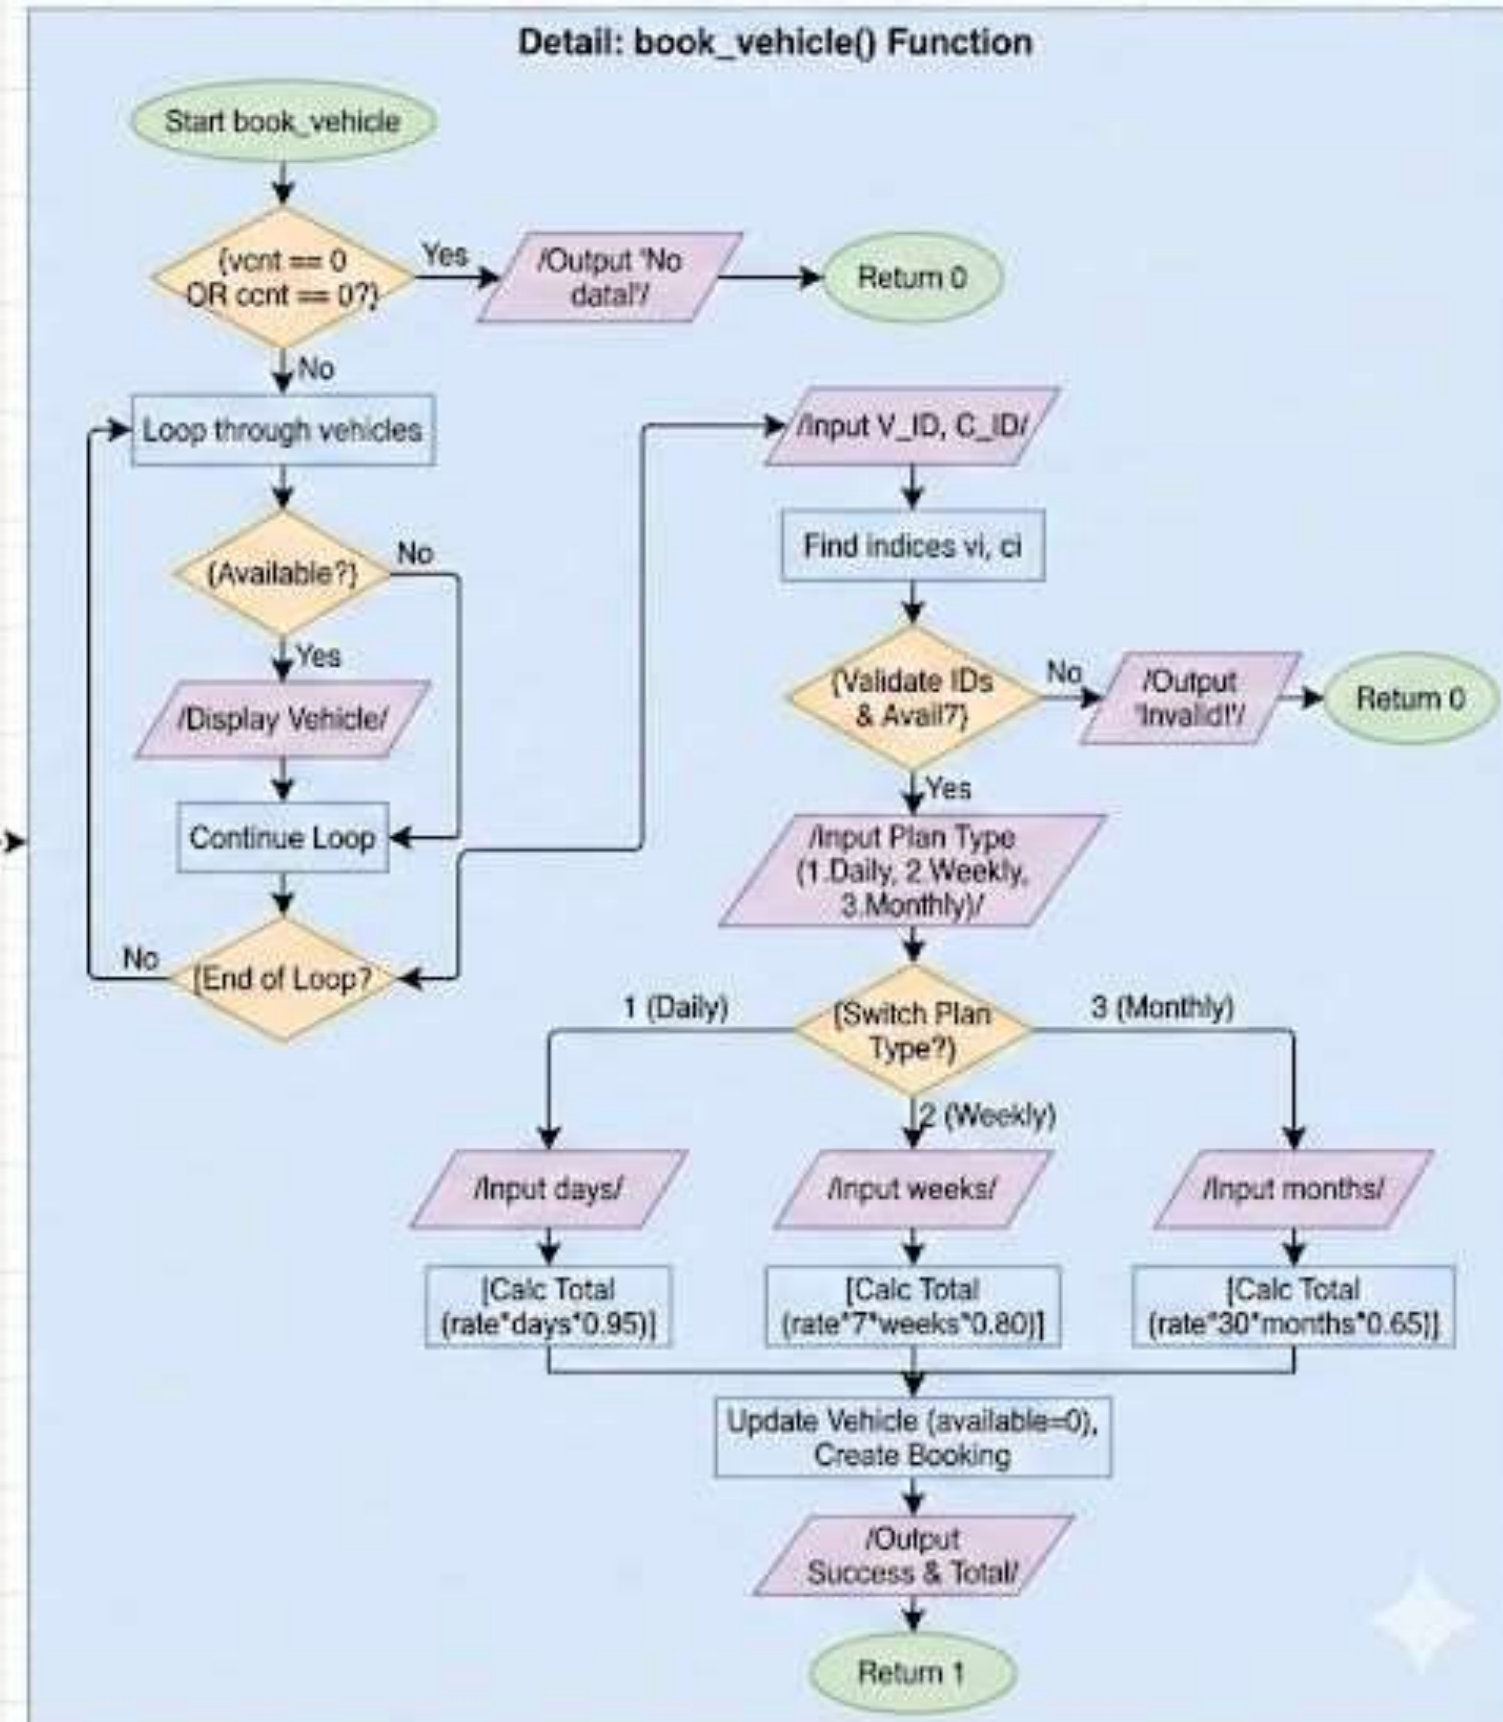 Detail: book_vehicle() Function
Start book_vehicle
{vcnt == 0
OR ccnt == 0?}
Yes
/Output 'No
data!'/
Return 0
No
Loop through vehicles
{Available?}
No
Yes
/Display Vehicle/
Continue Loop
{End of Loop?
No
/Input V_ID, C_ID/
Find indices vi, ci
{Validate IDs
& Avail?}
No
/Output
'Invalid!'/
Return 0
Yes
/Input Plan Type
(1.Daily, 2.Weekly,
3.Monthly)/
{Switch Plan
Type?}
1 (Daily)
2 (Weekly)
3 (Monthly)
/Input days/
/Input weeks/
/Input months/
[Calc Total
(rate*days*0.95)]
[Calc Total
(rate*7*weeks*0.80)]
[Calc Total
(rate*30*months*0.65)]
Update Vehicle (available=0),
Create Booking
/Output
Success & Total/
Return 1